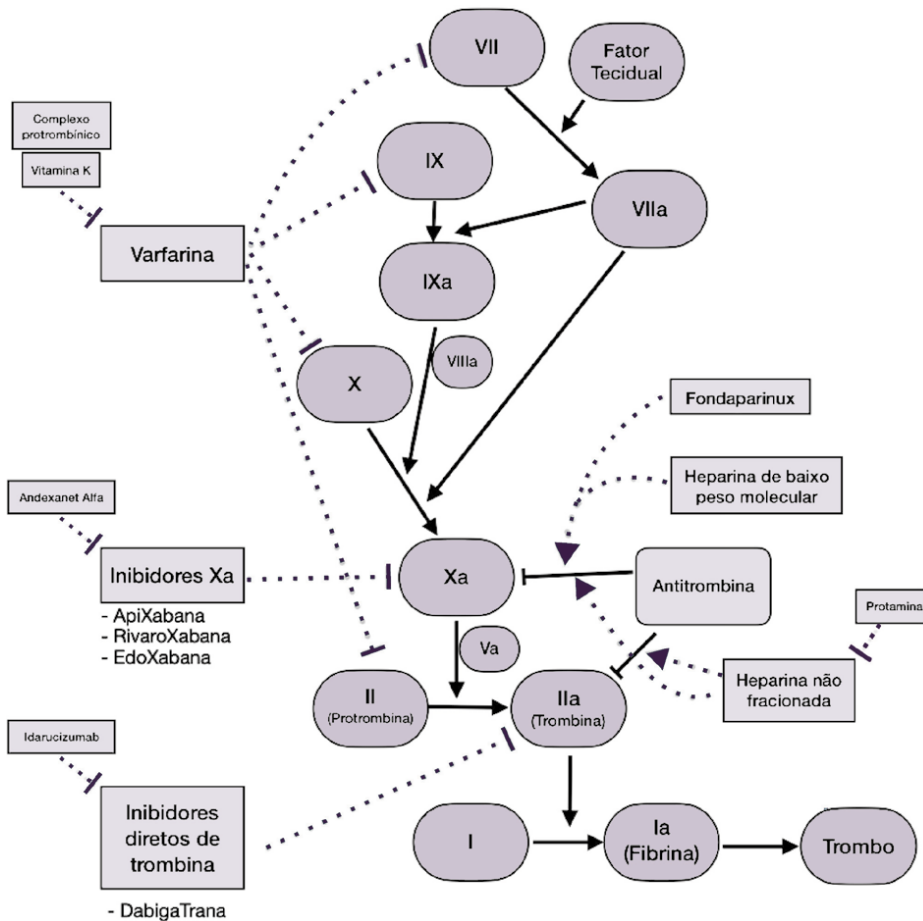 VII
Fator
Tecidual
Complexo
protrombínico
Vitamina K
IX
VIIa
Varfarina
IXa
VIIIa
X
Fondaparinux
Heparina de baixo
peso molecular
Andexanet Alfa
Inibidores Xa
- ApiXabana
- RivaroXabana
- EdoXabana
Xa
Antitrombina
Protamina
Va
Heparina não
fracionada
II
(Protrombina)
IIa
(Trombina)
Idarucizumab
Inibidores
diretos de
trombina
- DabigaTrana
I
Ia
(Fibrina)
Trombo